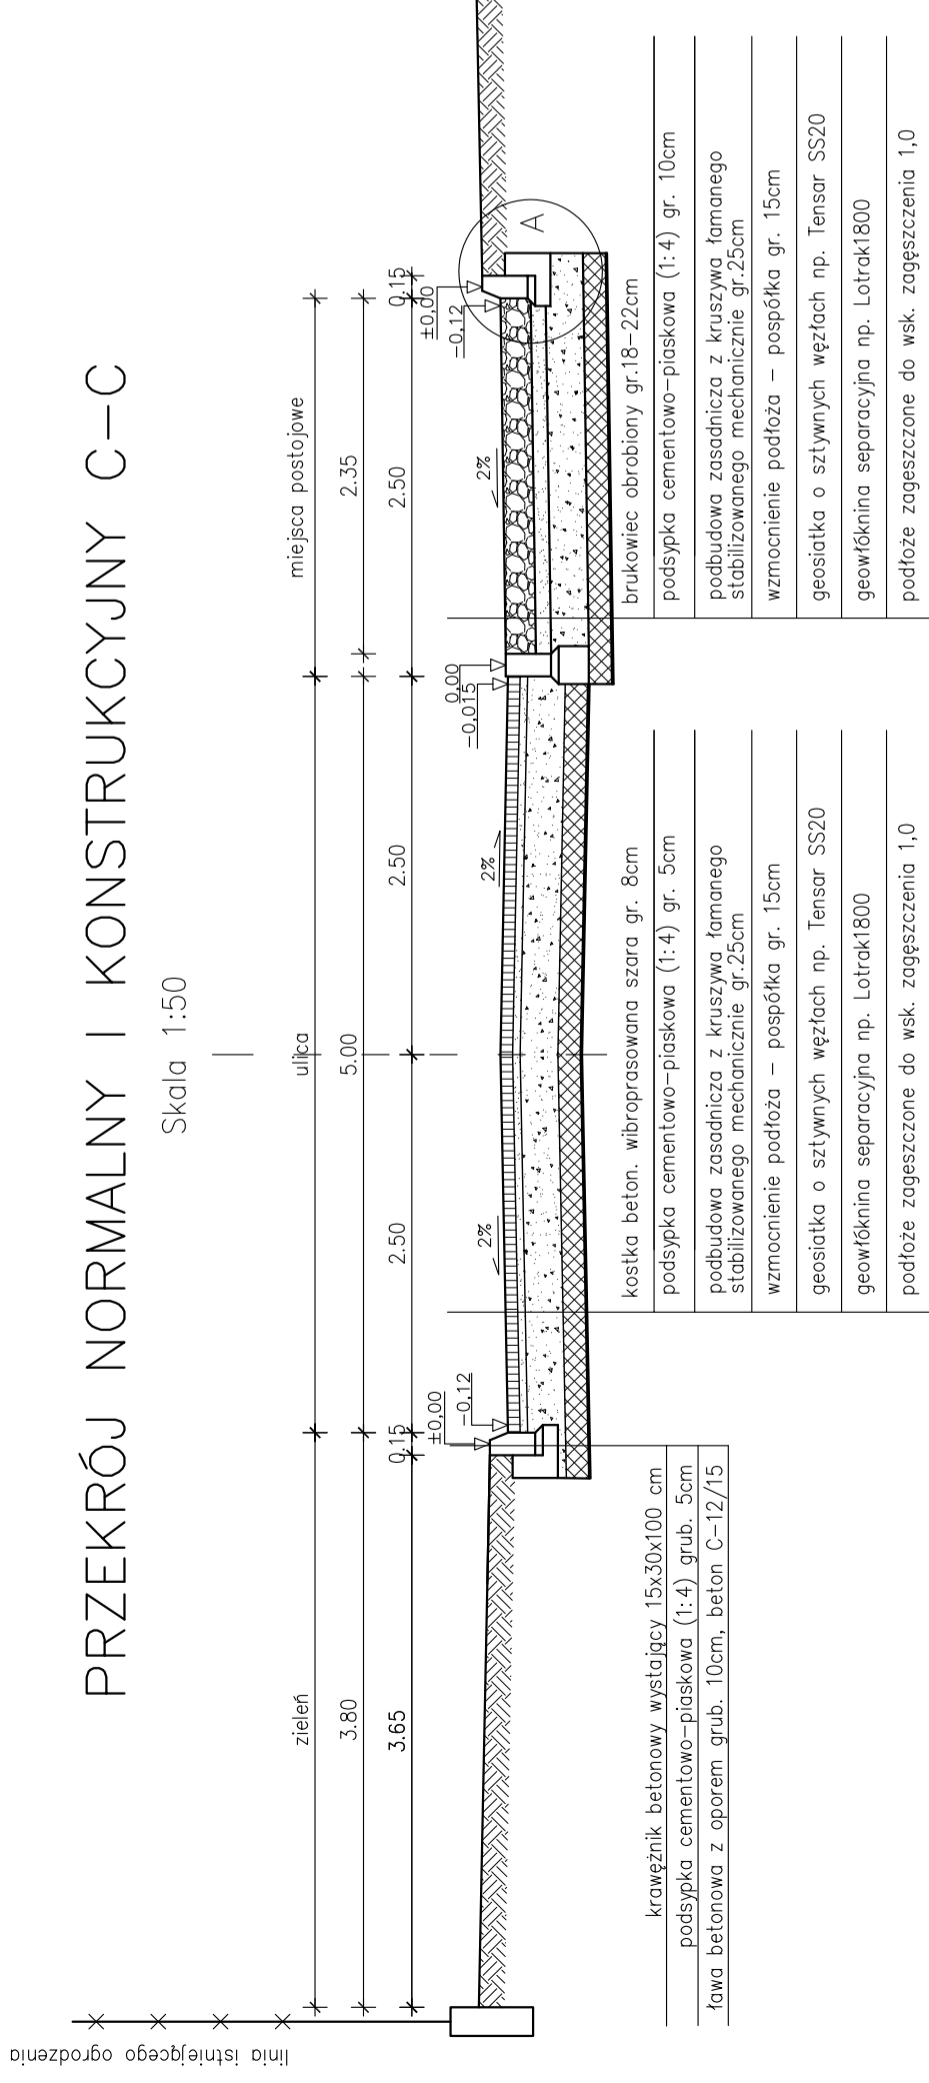 PRZEKRÓJ NORMALNY I KONSTRUKCYJNY C-C
Skala 1:50
linia istniejącego ogrodzenia
zieleń
ulica
miejsca postojowe
3.80
5.00
2.35
3.65
0.15
2.50
2.50
2.50
0.15
±0,00
-0,12
0,00
-0,015
±0,00
-0,12
2%
2%
2%
A
krawężnik betonowy wystający 15x30x100 cm
podsypka cementowo-piaskowa (1:4) grub. 5cm
ława betonowa z oporem grub. 10cm, beton C-12/15
kostka beton. wibroprasowana szara gr. 8cm
podsypka cementowo-piaskowa (1:4) gr. 5cm
podbudowa zasadnicza z kruszywa łamanego
stabilizowanego mechanicznie gr.25cm
wzmocnienie podłoża - pospółka gr. 15cm
geosiatka o sztywnych węzłach np. Tensar SS20
geowłóknina separacyjna np. Lotrak1800
podłoże zageszczone do wsk. zagęszczenia 1,0
brukowiec obrobiony gr.18-22cm
podsypka cementowo-piaskowa (1:4) gr. 10cm
podbudowa zasadnicza z kruszywa łamanego
stabilizowanego mechanicznie gr.25cm
wzmocnienie podłoża - pospółka gr. 15cm
geosiatka o sztywnych węzłach np. Tensar SS20
geowłóknina separacyjna np. Lotrak1800
podłoże zageszczone do wsk. zagęszczenia 1,0